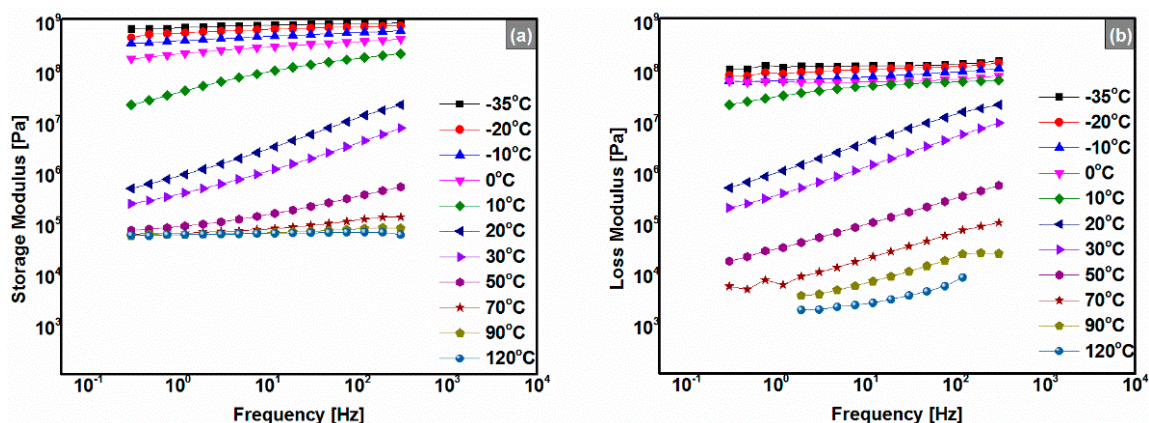 (a)
Storage Modulus [Pa]
10⁹
10⁸
10⁷
10⁶
10⁵
10⁴
10³
-35°C
-20°C
-10°C
0°C
10°C
20°C
30°C
50°C
70°C
90°C
120°C
10⁻¹ 10⁰ 10¹ 10² 10³ 10⁴
Frequency [Hz]
(b)
Loss Modulus [Pa]
10⁹
10⁸
10⁷
10⁶
10⁵
10⁴
10³
-35°C
-20°C
-10°C
0°C
10°C
20°C
30°C
50°C
70°C
90°C
120°C
10⁻¹ 10⁰ 10¹ 10² 10³ 10⁴
Frequency [Hz]